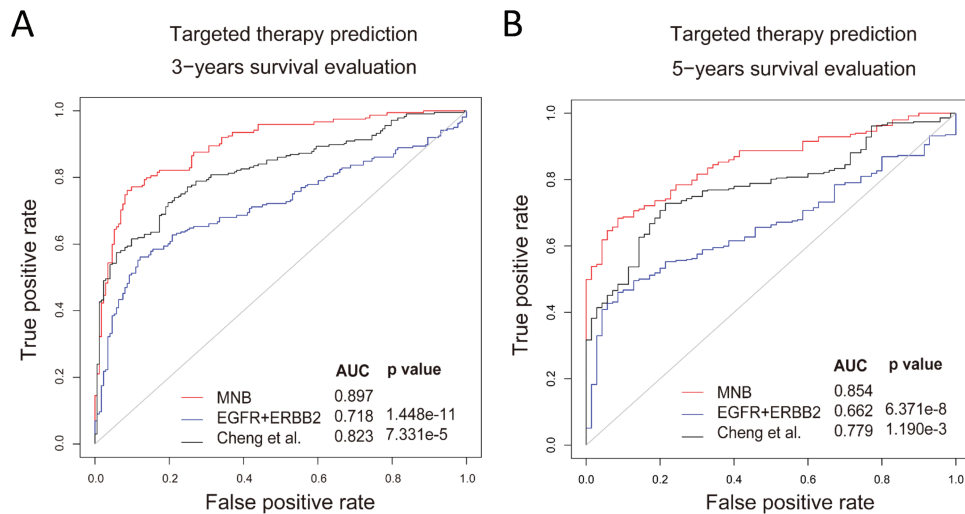 A
Targeted therapy prediction
3-years survival evaluation
True positive rate
1.0
0.8
0.6
0.4
0.2
0.0
AUC p value
MNB 0.897
EGFR+ERBB2 0.718 1.448e-11
Cheng et al. 0.823 7.331e-5
0.0 0.2 0.4 0.6 0.8 1.0
False positive rate
B
Targeted therapy prediction
5-years survival evaluation
True positive rate
1.0
0.8
0.6
0.4
0.2
0.0
AUC p value
MNB 0.854
EGFR+ERBB2 0.662 6.371e-8
Cheng et al. 0.779 1.190e-3
0.0 0.2 0.4 0.6 0.8 1.0
False positive rate